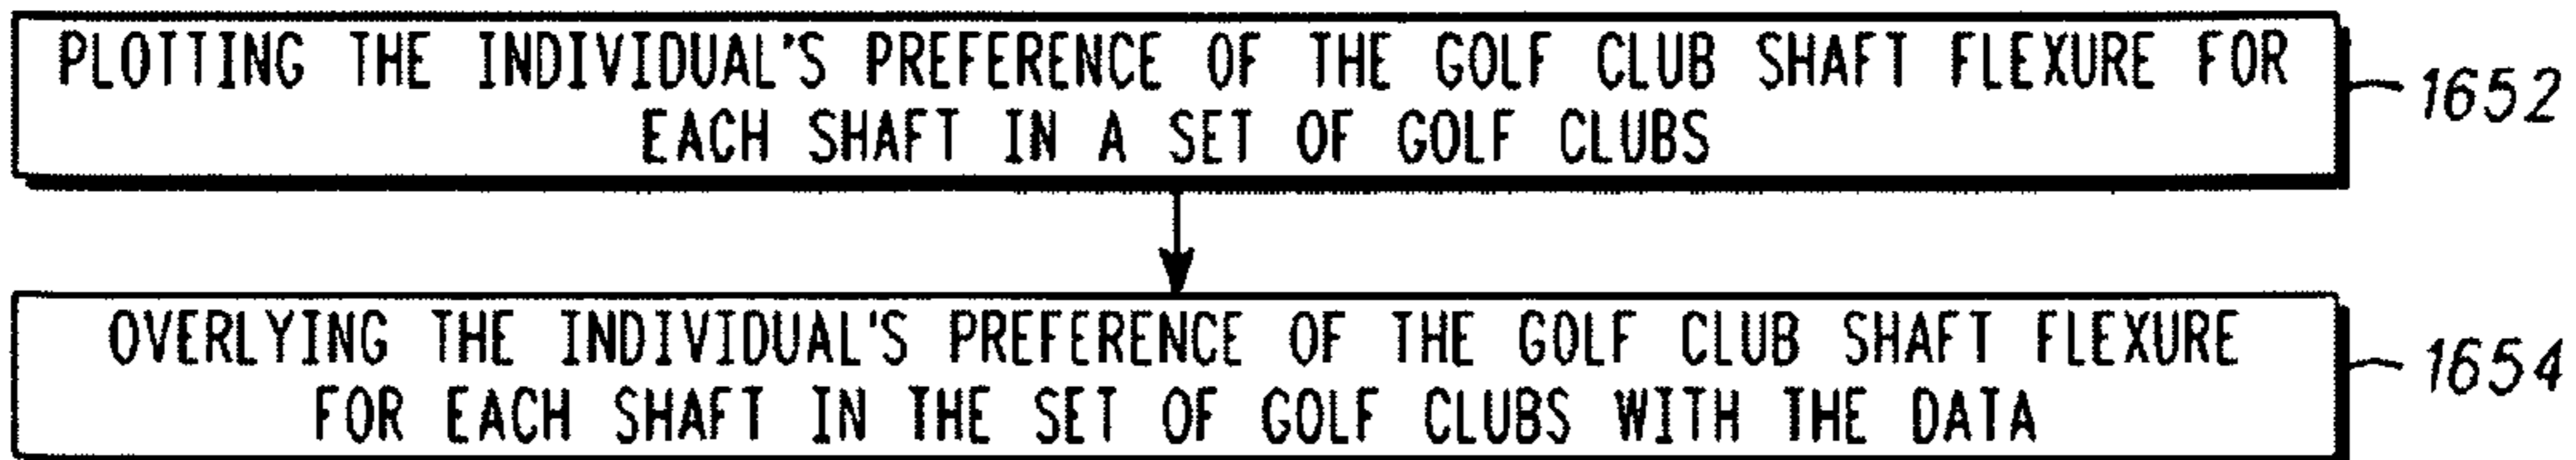 PLOTTING THE INDIVIDUAL'S PREFERENCE OF THE GOLF CLUB SHAFT FLEXURE FOR
EACH SHAFT IN A SET OF GOLF CLUBS
1652
OVERLYING THE INDIVIDUAL'S PREFERENCE OF THE GOLF CLUB SHAFT FLEXURE
FOR EACH SHAFT IN THE SET OF GOLF CLUBS WITH THE DATA
1654